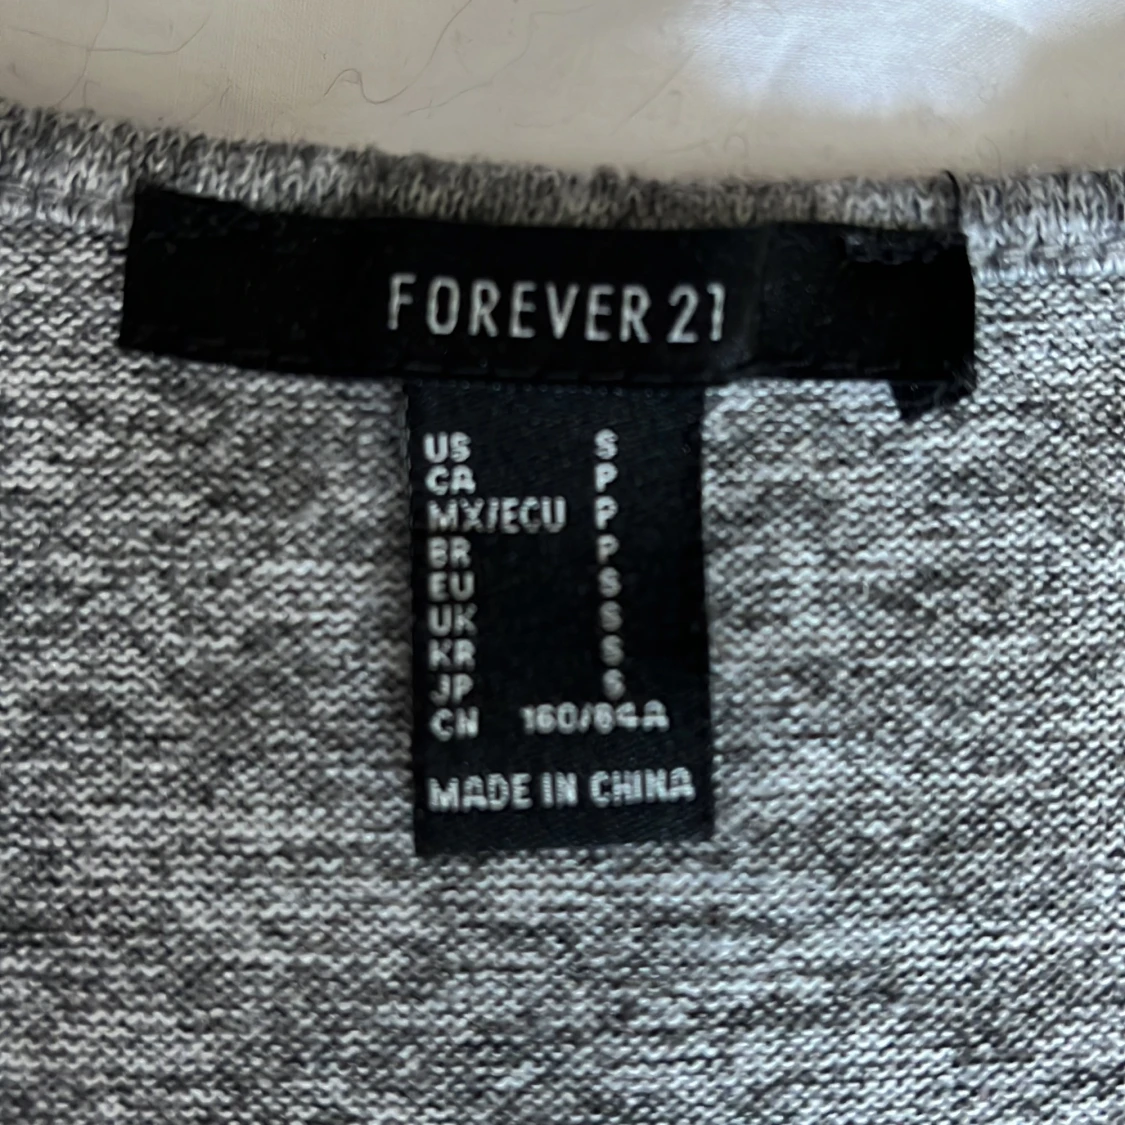 FOREVER 21
US S
CA P
MX/ECU P
BR P
EU S
UK S
KR S
JP S
CN 160/84A
MADE IN CHINA